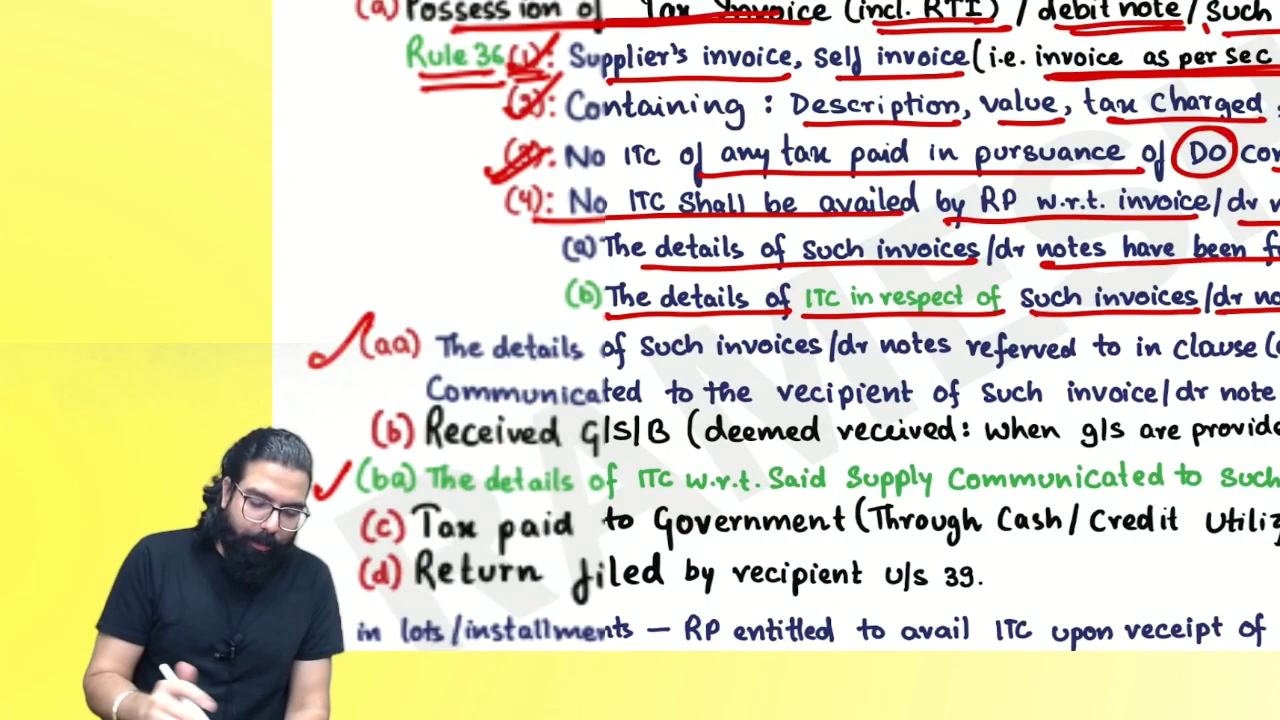 (a) Possession of Tax Invoice (incl. RTI) / debit note / Such
Rule 36 (1): Supplier's invoice, self invoice (i.e. invoice as per sec
(2): Containing : Description, value, tax charged,
(3): No ITC of any tax paid in pursuance of DO
(4): No ITC shall be availed by RP w.r.t. invoice/dr
(a) The details of such invoices/dr notes have been
(b) The details of ITC in respect of such invoices/dr
(aa) The details of such invoices/dr notes referred to in clause
Communicated to the recipient of such invoice/dr note
(b) Received G/S/B (deemed received: when g/s are
(ba) The details of ITC w.r.t. Said Supply Communicated to such
(c) Tax paid to Government (Through Cash/Credit
(d) Return filed by recipient u/s 39.
in lots/installments — RP entitled to avail ITC upon receipt of
RAMESH